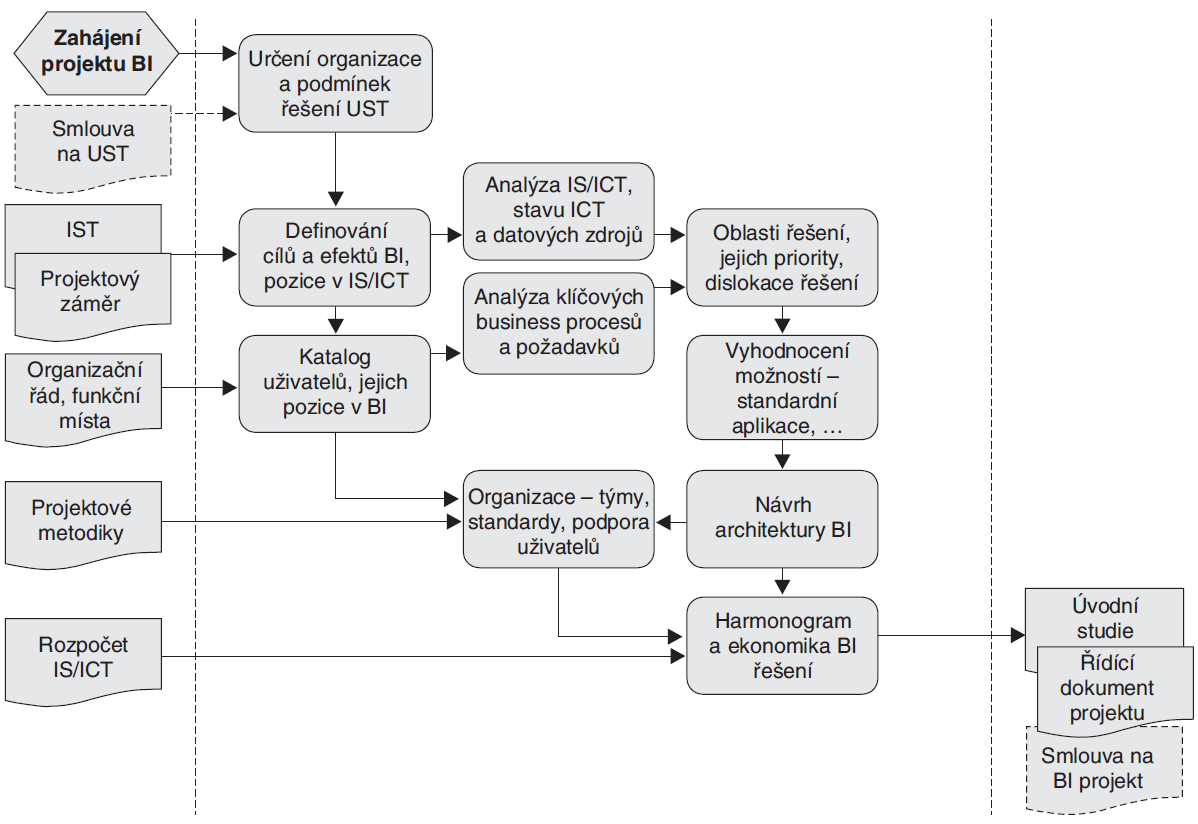 Zahájení
projektu BI
Smlouva
na UST
IST
Projektový
záměr
Organizační
řád, funkční
místa
Projektové
metodiky
Rozpočet
IS/ICT
Určení organizace
a podmínek
řešení UST
Definování
cílů a efektů BI,
pozice v IS/ICT
Katalog
uživatelů, jejich
pozice v BI
Analýza IS/ICT,
stavu ICT
a datových zdrojů
Analýza klíčových
business procesů
a požadavků
Organizace – týmy,
standardy, podpora
uživatelů
Oblasti řešení,
jejich priority,
dislokace řešení
Vyhodnocení
možností –
standardní
aplikace, …
Návrh
architektury BI
Harmonogram
a ekonomika BI
řešení
Úvodní
studie
Řídící
dokument
projektu
Smlouva na
BI projekt